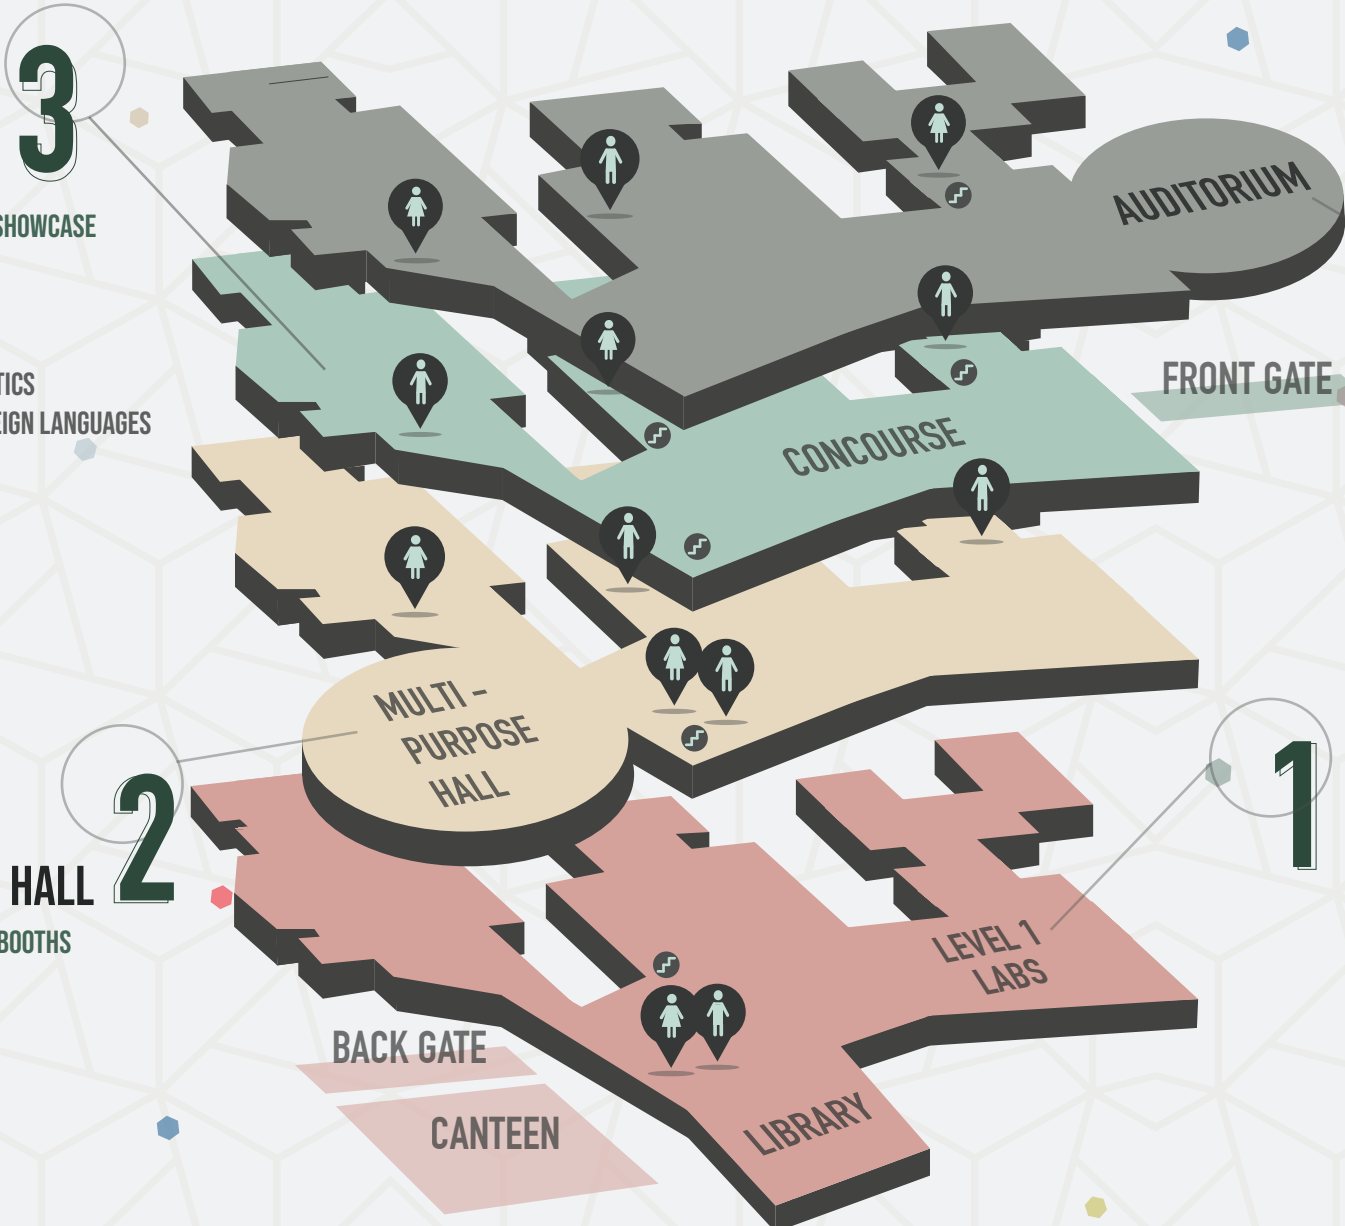 3
SHOWCASE
TICS
EIGN LANGUAGES
AUDITORIUM
FRONT GATE
CONCOURSE
MULTI -
PURPOSE
HALL
2
HALL
BOOTHS
1
LEVEL 1
LABS
BACK GATE
CANTEEN
LIBRARY